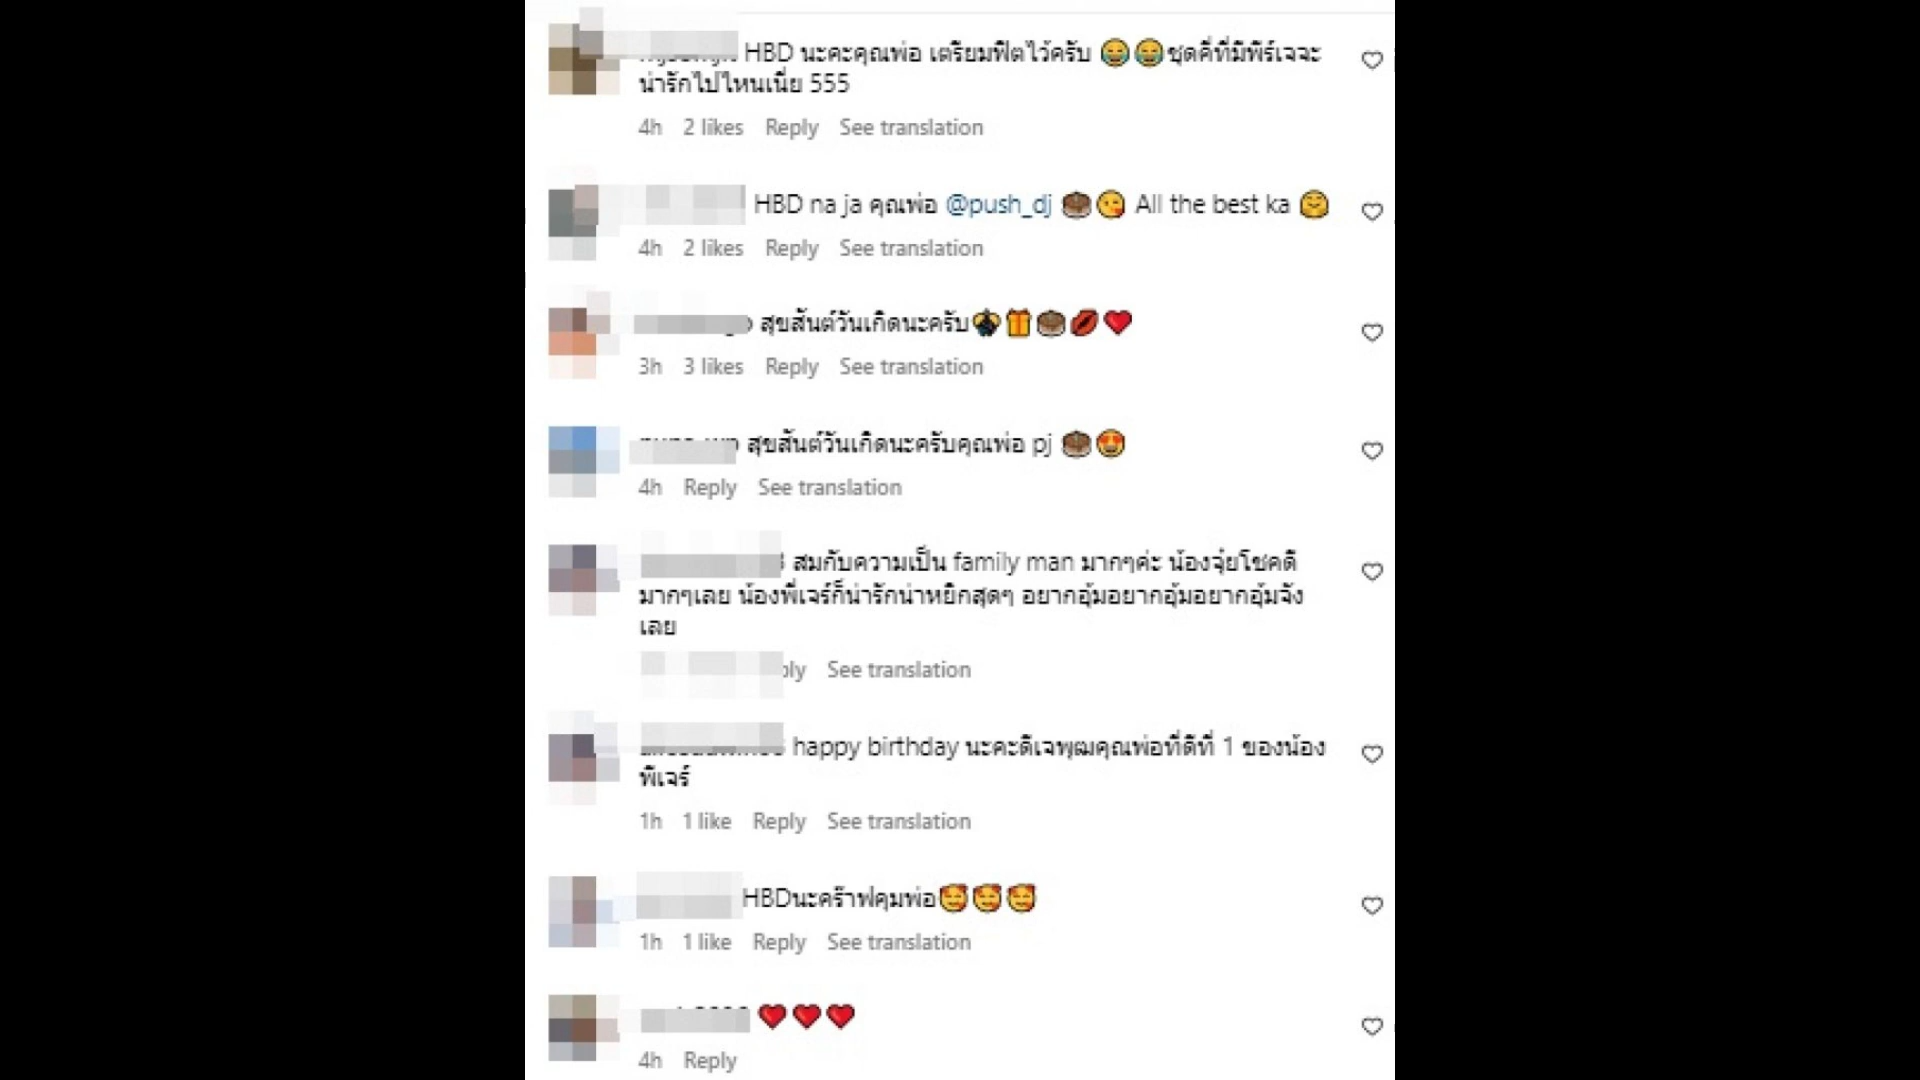 HBD นะคะคุณพ่อ เตรียมฟิตไว้ครับ 😂😂ชุดคี่ที่มีพีร์เจจะ
น่ารักไปไหนเนี่ย 555
4h 2 likes Reply See translation
HBD na ja คุณพ่อ @push_dj 🎂😘 All the best ka 🤗
4h 2 likes Reply See translation
สุขสันต์วันเกิดนะครับ🎁🎂💋❤️
3h 3 likes Reply See translation
สุขสันต์วันเกิดนะครับคุณพ่อ pj 🎂😍
4h Reply See translation
สมกับความเป็น family man มากๆค่ะ น้องจุ๋ยโชคดี
มากๆเลย น้องพีเจร์ก็น่ารักน่าหยิกสุดๆ อยากอุ้มอยากอุ้มอยากอุ้มจัง
เลย
See translation
happy birthday นะคะดีเจพุฒคุณพ่อที่ดีที่ 1 ของน้อง
พีเจร์
1h 1 like Reply See translation
HBDนะคร๊าฟคุมพ่อ🥰🥰🥰
1h 1 like Reply See translation
❤️❤️❤️
4h Reply